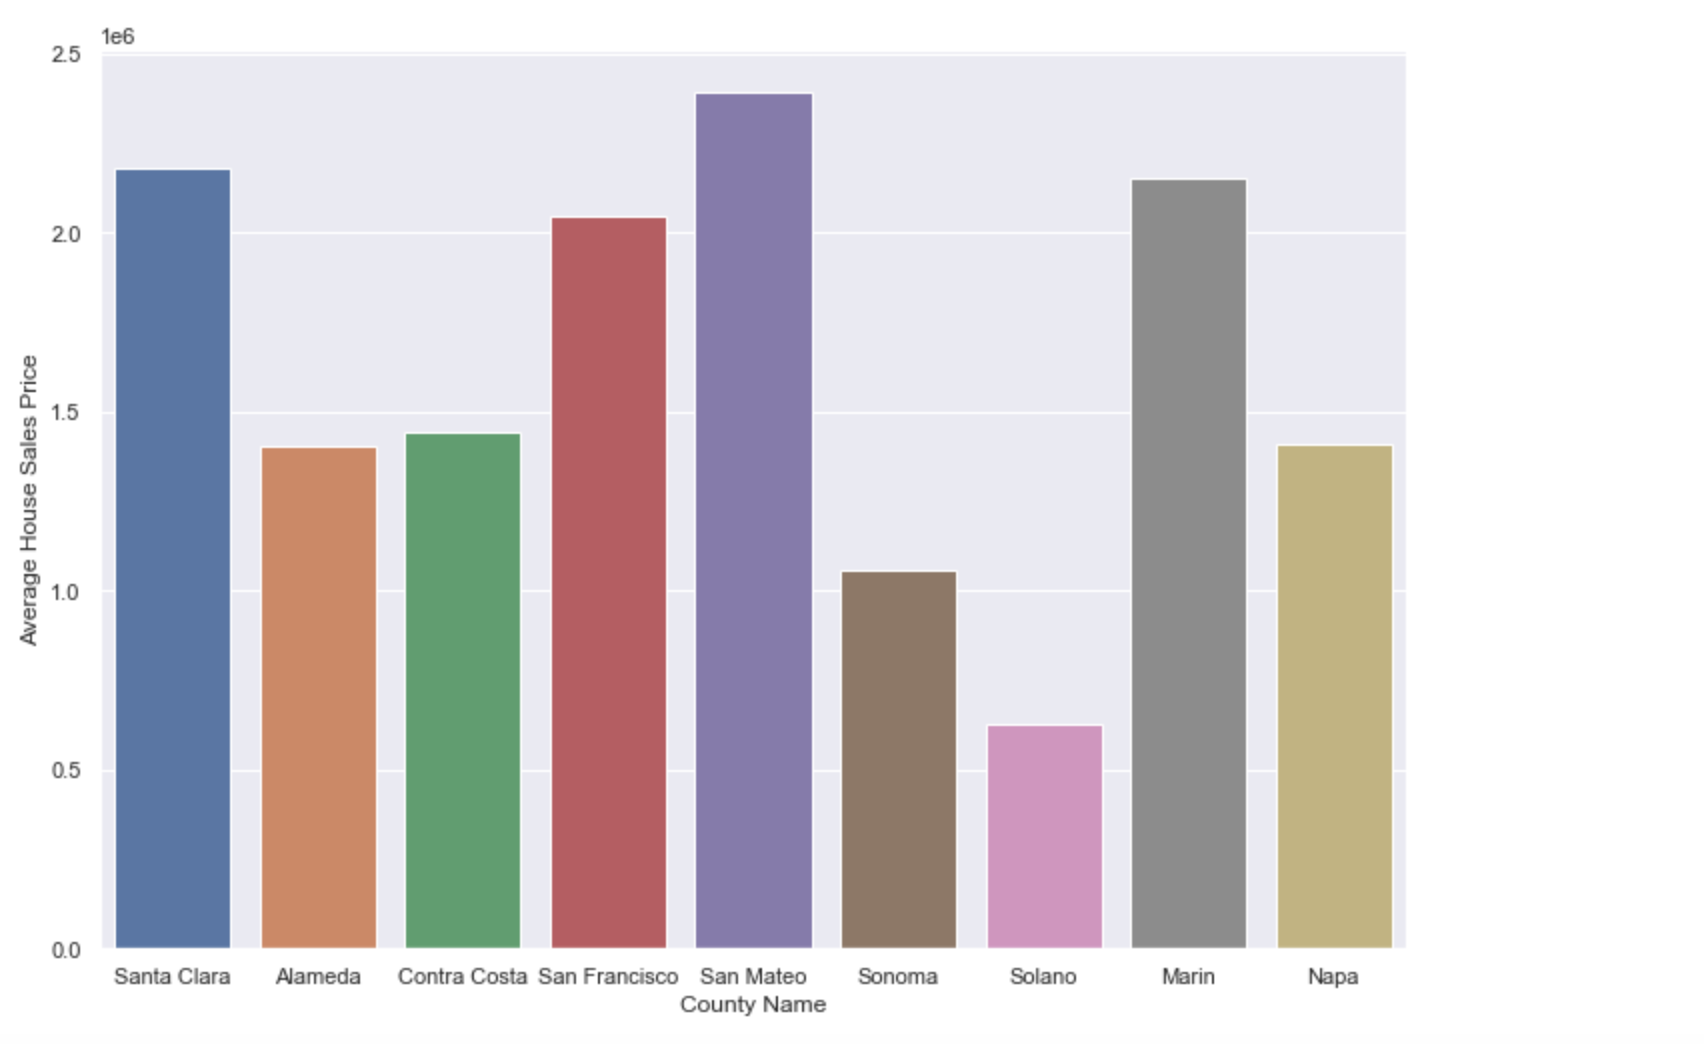 1e6
2.5
2.0
1.5
1.0
0.5
0.0
Average House Sales Price
Santa Clara Alameda Contra Costa San Francisco San Mateo Sonoma Solano Marin Napa
County Name